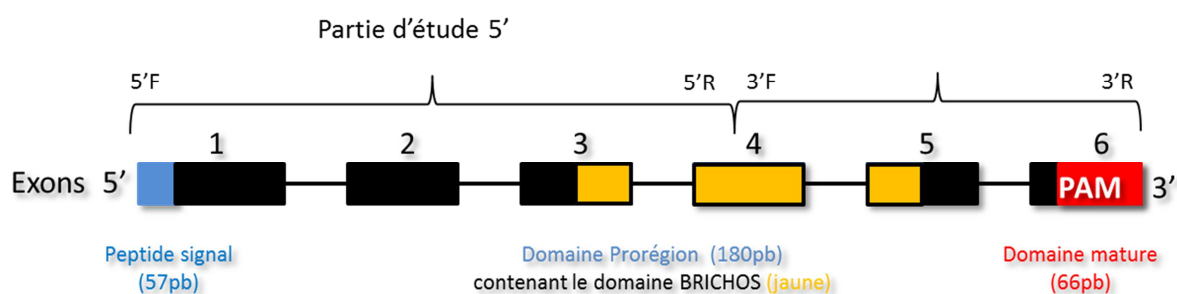 Partie d'étude 5'
5'F 5'R 3'F 3'R
1 2 3 4 5 6
Exons 5' PAM 3'
Peptide signal
(57pb)
Domaine Prorégion (180pb)
contenant le domaine BRICHOS (jaune)
Domaine mature
(66pb)